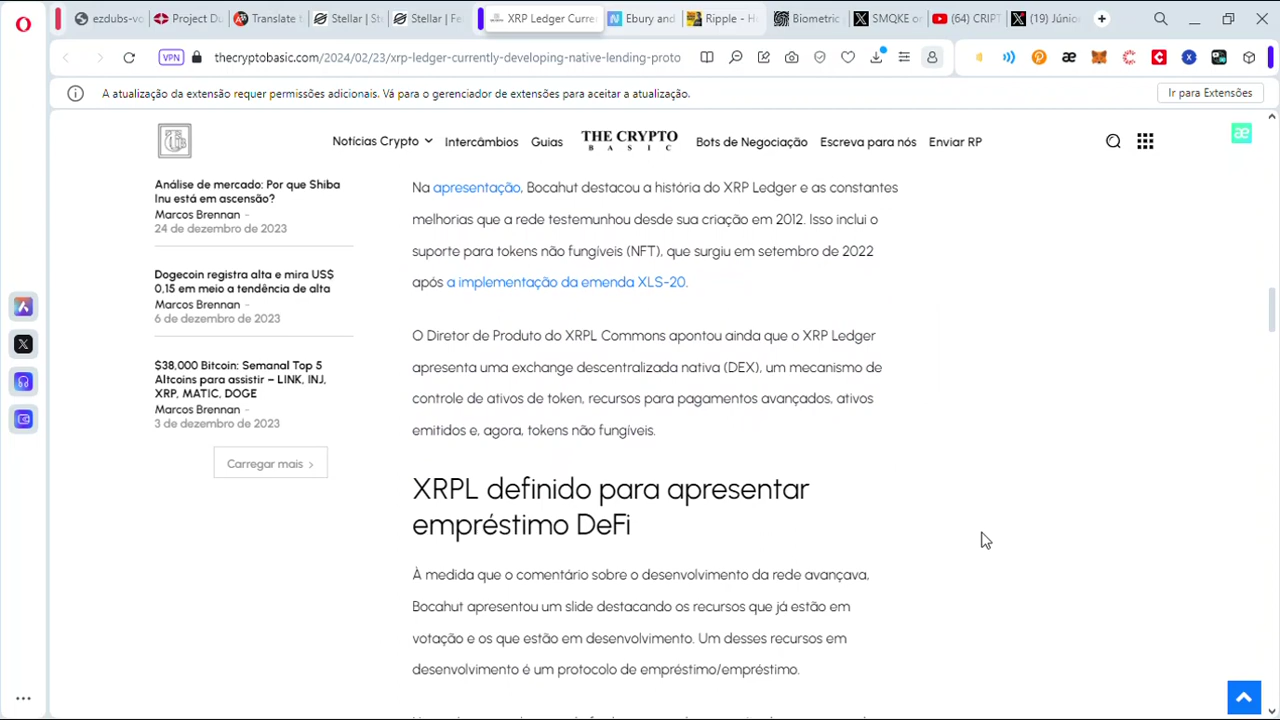 ezdubs-vo
Project Du
Translate t
Stellar | St
Stellar | Fe
XRP Ledger Curre
Ebury and
Ripple - H
Biometric
SMQKE on
(64) CRIPT
(19) Júnior
VPN
thecryptobasic.com/2024/02/23/xrp-ledger-currently-developing-native-lending-proto
A atualização da extensão requer permissões adicionais. Vá para o gerenciador de extensões para aceitar a atualização.
Ir para Extensões
Notícias Crypto
Intercâmbios
Guias
THE CRYPTO
BASIC
Bots de Negociação
Escreva para nós
Enviar RP
æ
Análise de mercado: Por que Shiba
Inu está em ascensão?
Marcos Brennan -
24 de dezembro de 2023
Dogecoin registra alta e mira US$
0,15 em meio a tendência de alta
Marcos Brennan -
6 de dezembro de 2023
$38,000 Bitcoin: Semanal Top 5
Altcoins para assistir – LINK, INJ,
XRP, MATIC, DOGE
Marcos Brennan -
3 de dezembro de 2023
Carregar mais
Na apresentação, Bocahut destacou a história do XRP Ledger e as constantes
melhorias que a rede testemunhou desde sua criação em 2012. Isso inclui o
suporte para tokens não fungíveis (NFT), que surgiu em setembro de 2022
após a implementação da emenda XLS-20.
O Diretor de Produto do XRPL Commons apontou ainda que o XRP Ledger
apresenta uma exchange descentralizada nativa (DEX), um mecanismo de
controle de ativos de token, recursos para pagamentos avançados, ativos
emitidos e, agora, tokens não fungíveis.
XRPL definido para apresentar
empréstimo DeFi
À medida que o comentário sobre o desenvolvimento da rede avançava,
Bocahut apresentou um slide destacando os recursos que já estão em
votação e os que estão em desenvolvimento. Um desses recursos em
desenvolvimento é um protocolo de empréstimo/empréstimo.